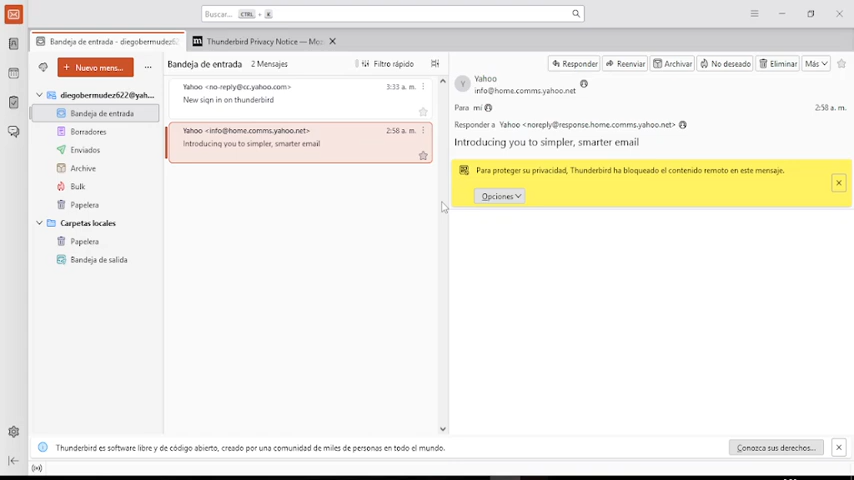 Buscar... CTRL + K
Bandeja de entrada - diegobermudez62
Thunderbird Privacy Notice — Moz
+ Nuevo mens... ...
Bandeja de entrada 2 Mensajes Filtro rápido
Responder Reenviar Archivar No deseado Eliminar Más
diegobermudez622@yah...
Bandeja de entrada
Borradores
Enviados
Archive
Bulk
Papelera
Carpetas locales
Papelera
Bandeja de salida
Yahoo <no-reply@cc.yahoo.com> 3:33 a. m.
New sign in on thunderbird
Yahoo <info@home.comms.yahoo.net> 2:58 a. m.
Introducing you to simpler, smarter email
Y
Yahoo
info@home.comms.yahoo.net
Para mí 2:58 a. m.
Responder a Yahoo <noreply@response.home.comms.yahoo.net>
Introducing you to simpler, smarter email
Para proteger su privacidad, Thunderbird ha bloqueado el contenido remoto en este mensaje.
Opciones
Thunderbird es software libre y de código abierto, creado por una comunidad de miles de personas en todo el mundo.
Conozca sus derechos...